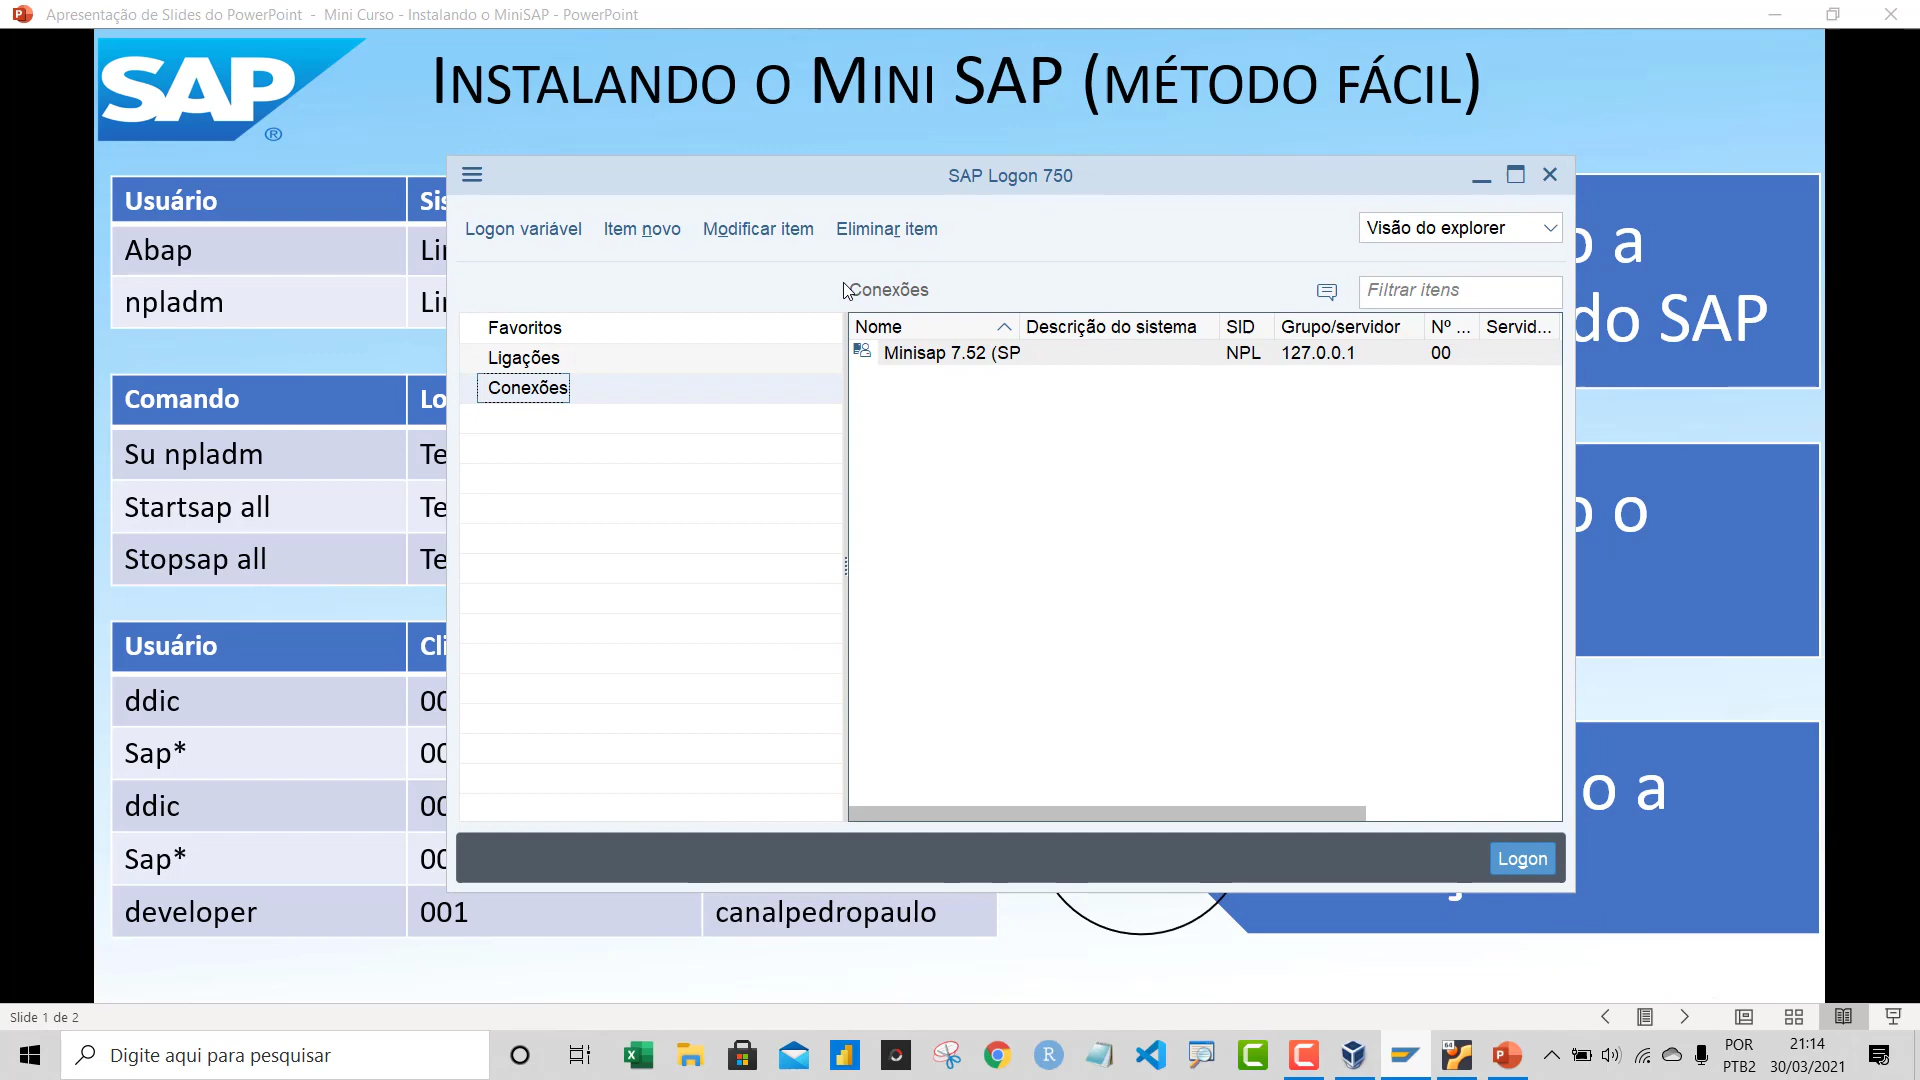 Apresentação de Slides do PowerPoint - Mini Curso - Instalando o MiniSAP - PowerPoint
SAP
®
INSTALANDO O MINI SAP (MÉTODO FÁCIL)
Usuário
Abap
npladm
Comando
Su npladm
Startsap all
Stopsap all
Usuário
ddic
Sap*
ddic
Sap*
developer 001 canalpedropaulo
SAP Logon 750
Logon variável Item novo Modificar item Eliminar item
Visão do explorer
Conexões
Filtrar itens
Favoritos
Ligações
Conexões
Nome Descrição do sistema SID Grupo/servidor Nº ... Servid...
Minisap 7.52 (SP NPL 127.0.0.1 00
Logon
o a
do SAP
o
o a
Slide 1 de 2
Digite aqui para pesquisar
POR
PTB2
21:14
30/03/2021